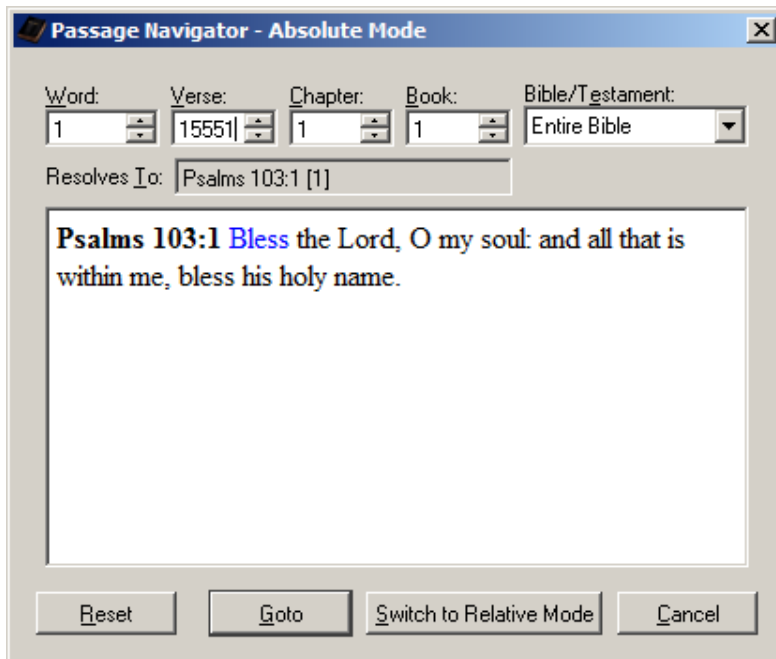 Passage Navigator - Absolute Mode
Word: Verse: Chapter: Book: Bible/Testament:
1 15551 1 1 Entire Bible
Resolves To: Psalms 103:1 [1]
Psalms 103:1 Bless the Lord, O my soul: and all that is
within me, bless his holy name.
Reset Goto Switch to Relative Mode Cancel